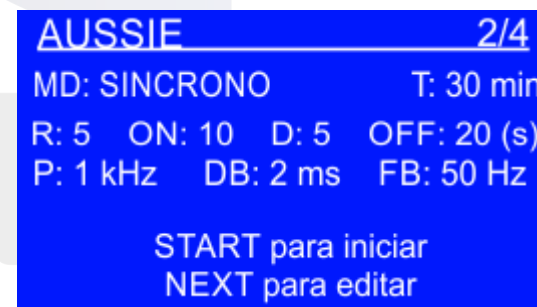 AUSSIE 2/4
MD: SINCRONO T: 30 min
R: 5 ON: 10 D: 5 OFF: 20 (s)
P: 1 kHz DB: 2 ms FB: 50 Hz
START para iniciar
NEXT para editar